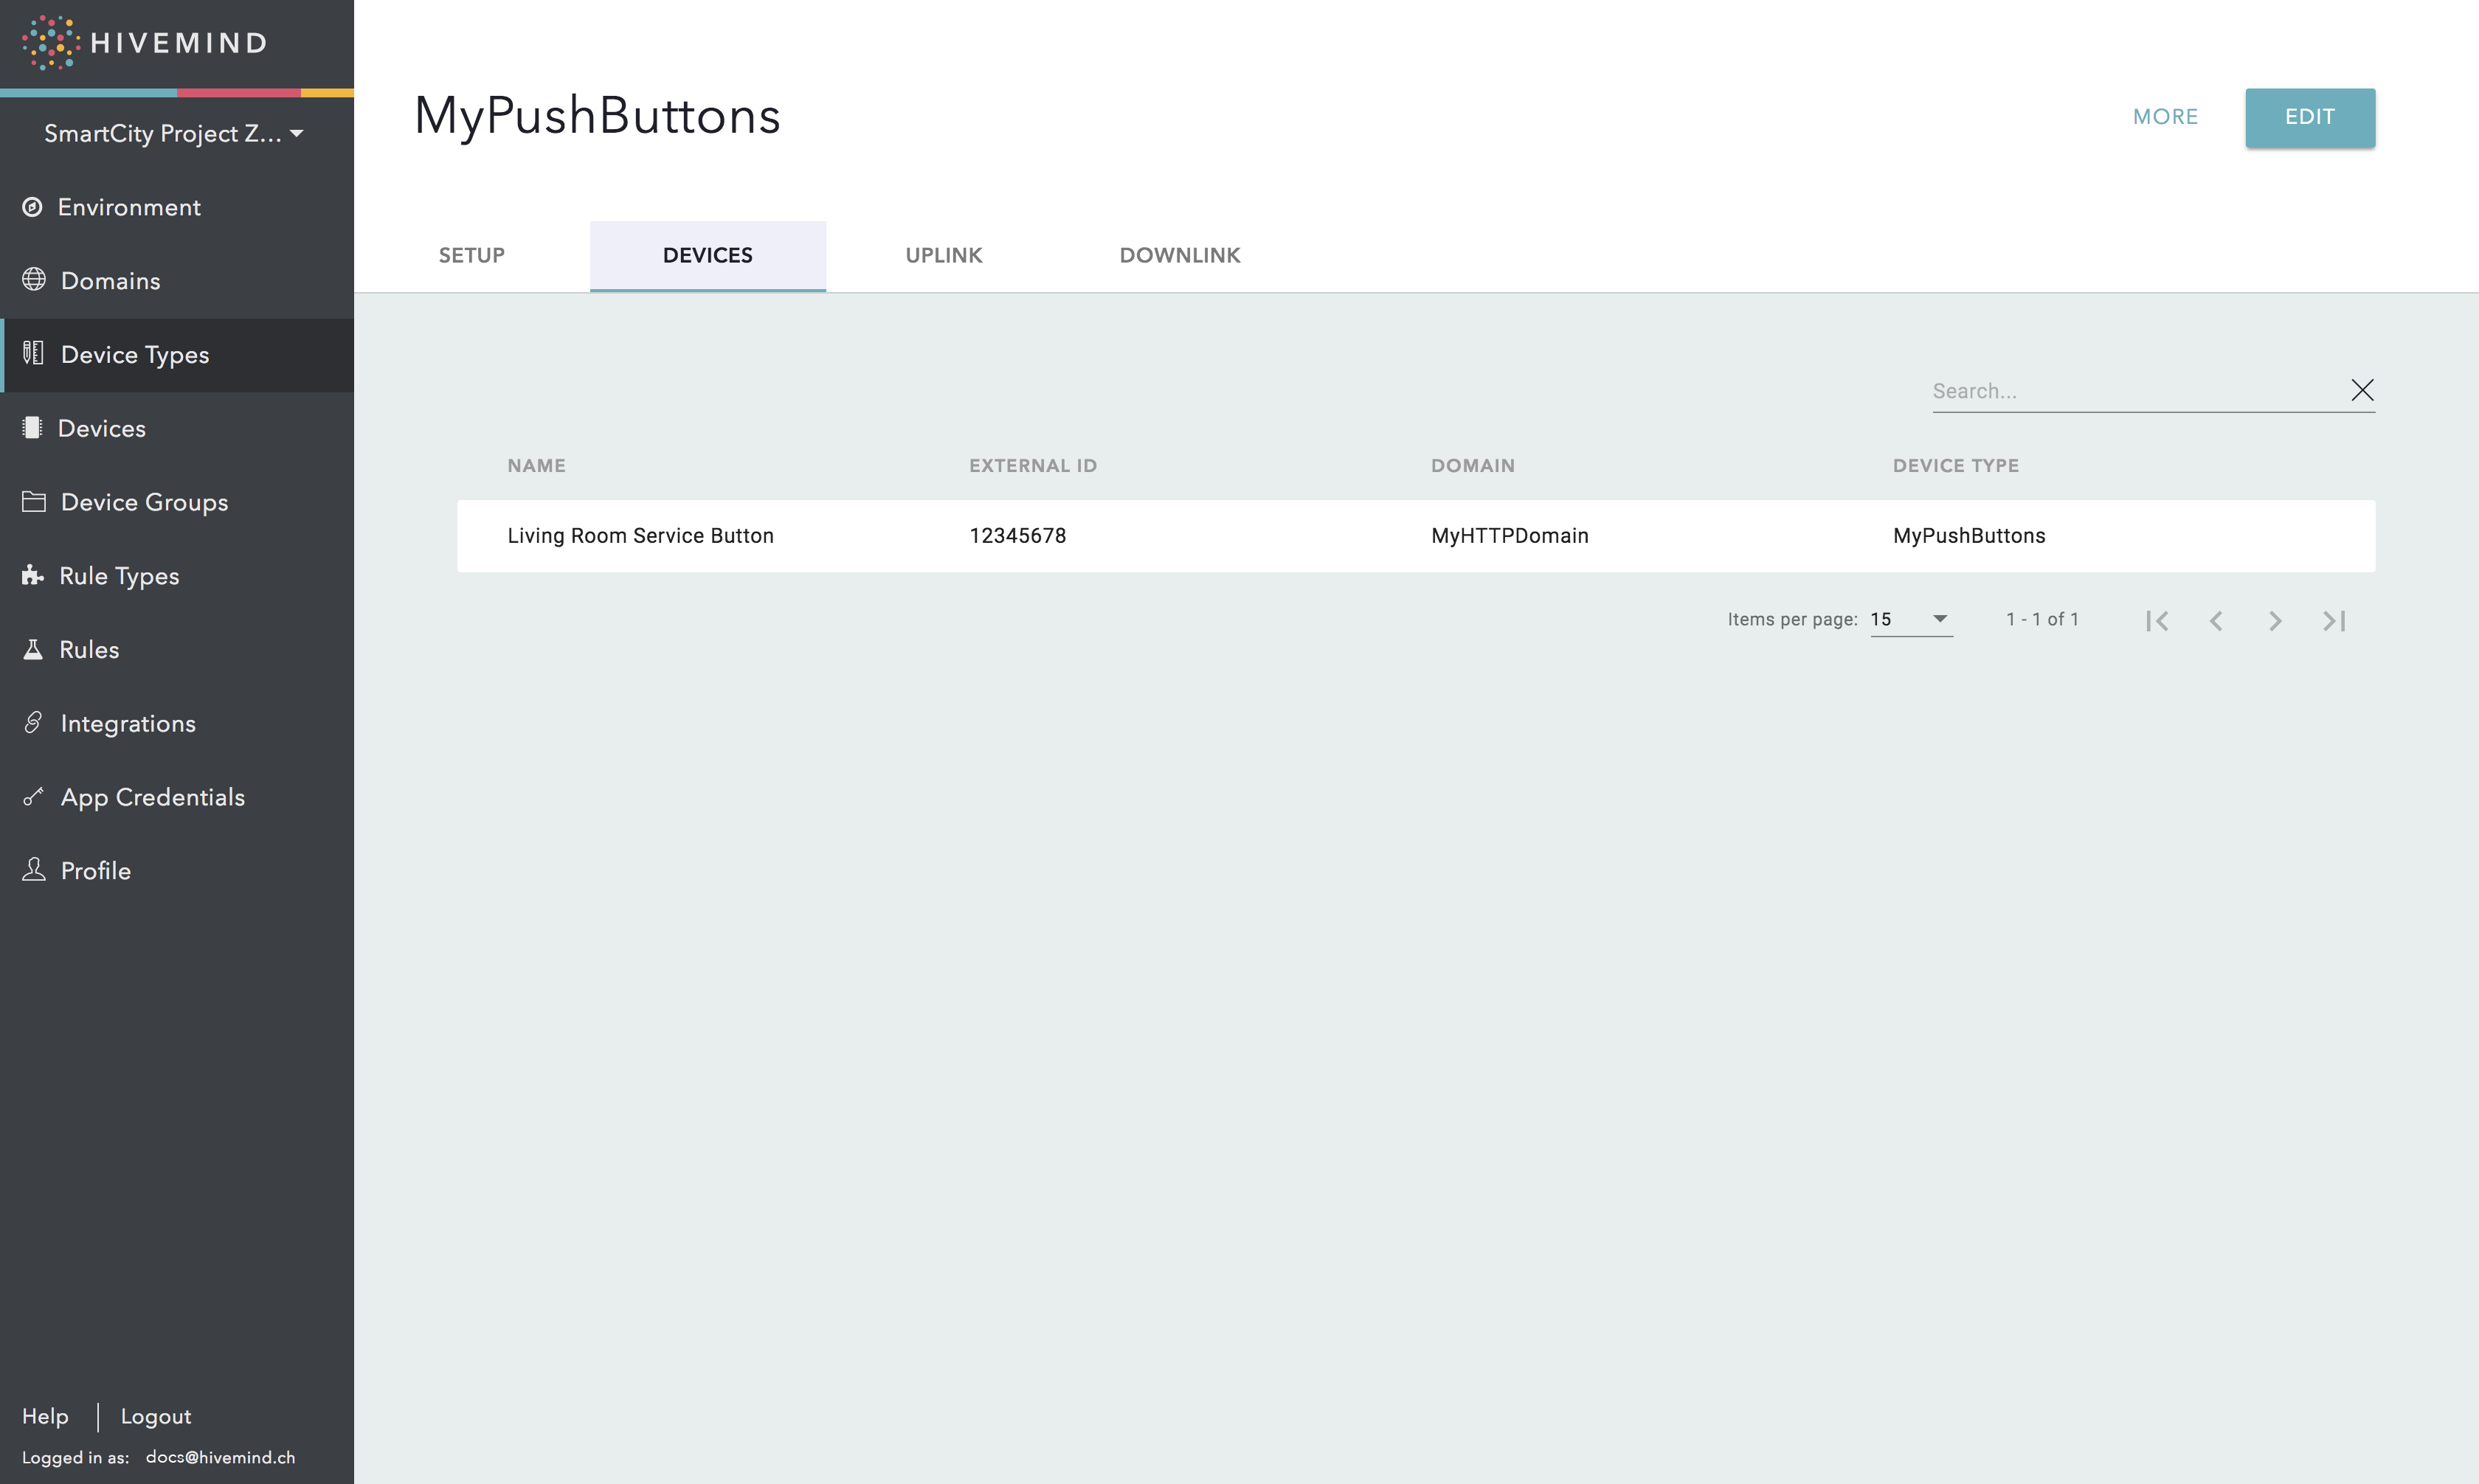 HIVEMIND
SmartCity Project Z...
Environment
Domains
Device Types
Devices
Device Groups
Rule Types
Rules
Integrations
App Credentials
Profile
Help
Logout
Logged in as: docs@hivemind.ch
MyPushButtons
MORE
EDIT
SETUP
DEVICES
UPLINK
DOWNLINK
Search...
NAME EXTERNAL ID DOMAIN DEVICE TYPE
Living Room Service Button 12345678 MyHTTPDomain MyPushButtons
Items per page: 15 1 - 1 of 1